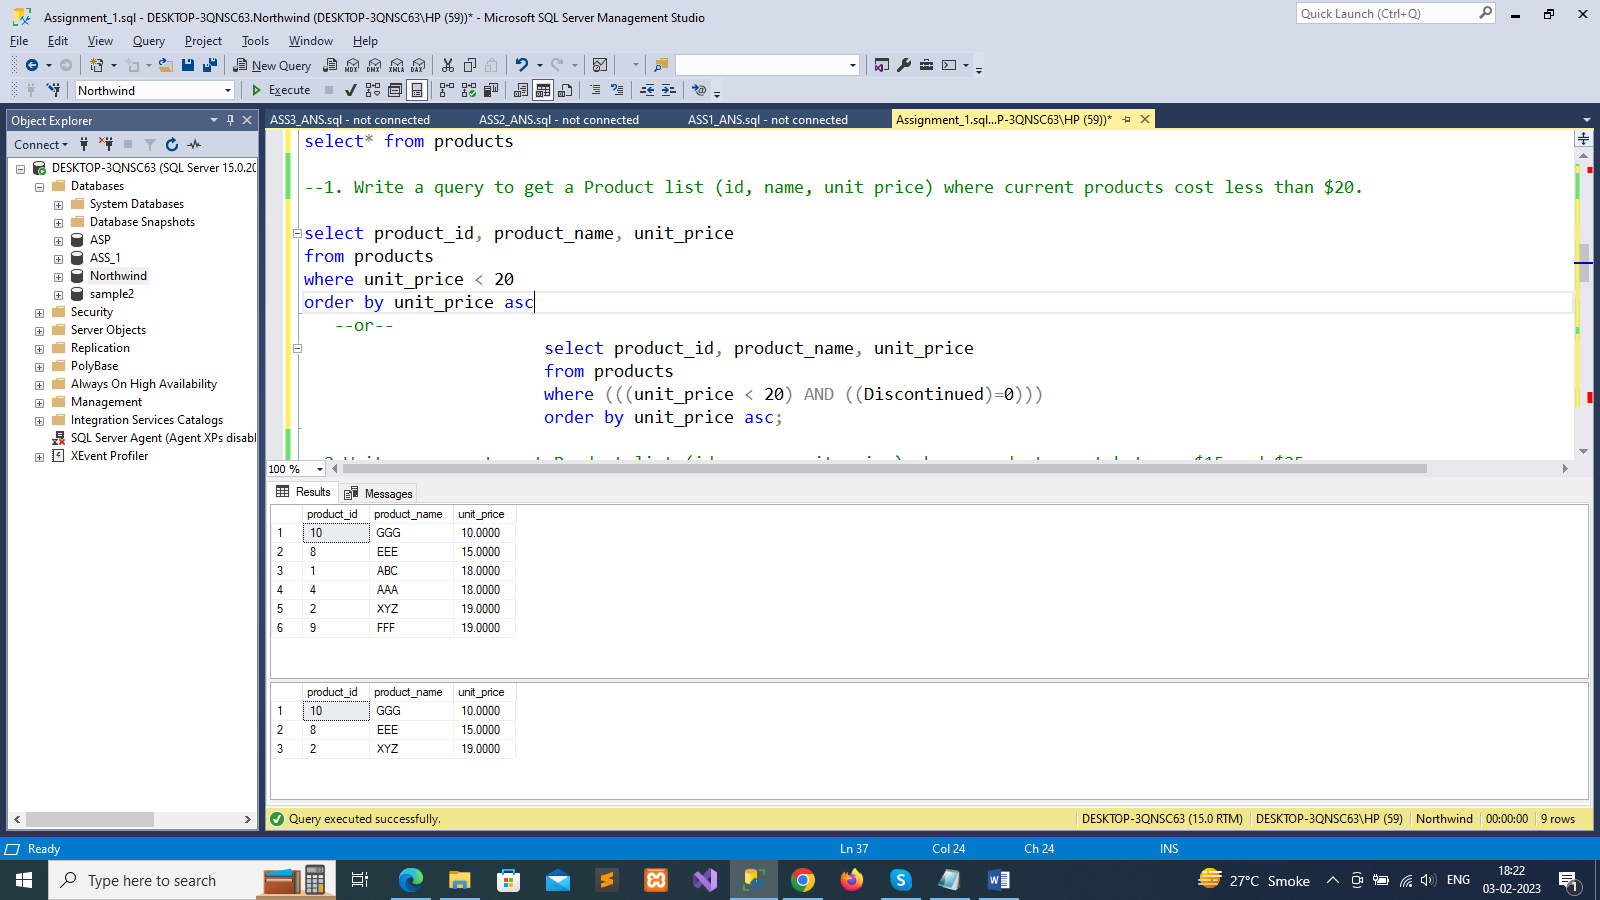 Assignment_1.sql - DESKTOP-3QNSC63.Northwind (DESKTOP-3QNSC63\HP (59))* - Microsoft SQL Server Management Studio
Quick Launch (Ctrl+Q)
File Edit View Query Project Tools Window Help
New Query
MDX DMX XMLA DAX
Northwind
Execute
Object Explorer
Connect
DESKTOP-3QNSC63 (SQL Server 15.0.20
Databases
System Databases
Database Snapshots
ASP
ASS_1
Northwind
sample2
Security
Server Objects
Replication
PolyBase
Always On High Availability
Management
Integration Services Catalogs
SQL Server Agent (Agent XPs disabl
XEvent Profiler
ASS3_ANS.sql - not connected
ASS2_ANS.sql - not connected
ASS1_ANS.sql - not connected
Assignment_1.sql...P-3QNSC63\HP (59))*
select* from products
--1. Write a query to get a Product list (id, name, unit price) where current products cost less than $20.
select product_id, product_name, unit_price
from products
where unit_price < 20
order by unit_price asc
--or--
select product_id, product_name, unit_price
from products
where (((unit_price < 20) AND ((Discontinued)=0)))
order by unit_price asc;
100 %
Results Messages
product_id product_name unit_price
1 10 GGG 10.0000
2 8 EEE 15.0000
3 1 ABC 18.0000
4 4 AAA 18.0000
5 2 XYZ 19.0000
6 9 FFF 19.0000
product_id product_name unit_price
1 10 GGG 10.0000
2 8 EEE 15.0000
3 2 XYZ 19.0000
Query executed successfully.
DESKTOP-3QNSC63 (15.0 RTM) DESKTOP-3QNSC63\HP (59) Northwind 00:00:00 9 rows
Ready
Ln 37 Col 24 Ch 24 INS
Type here to search
27°C Smoke
ENG
18:22
03-02-2023
1